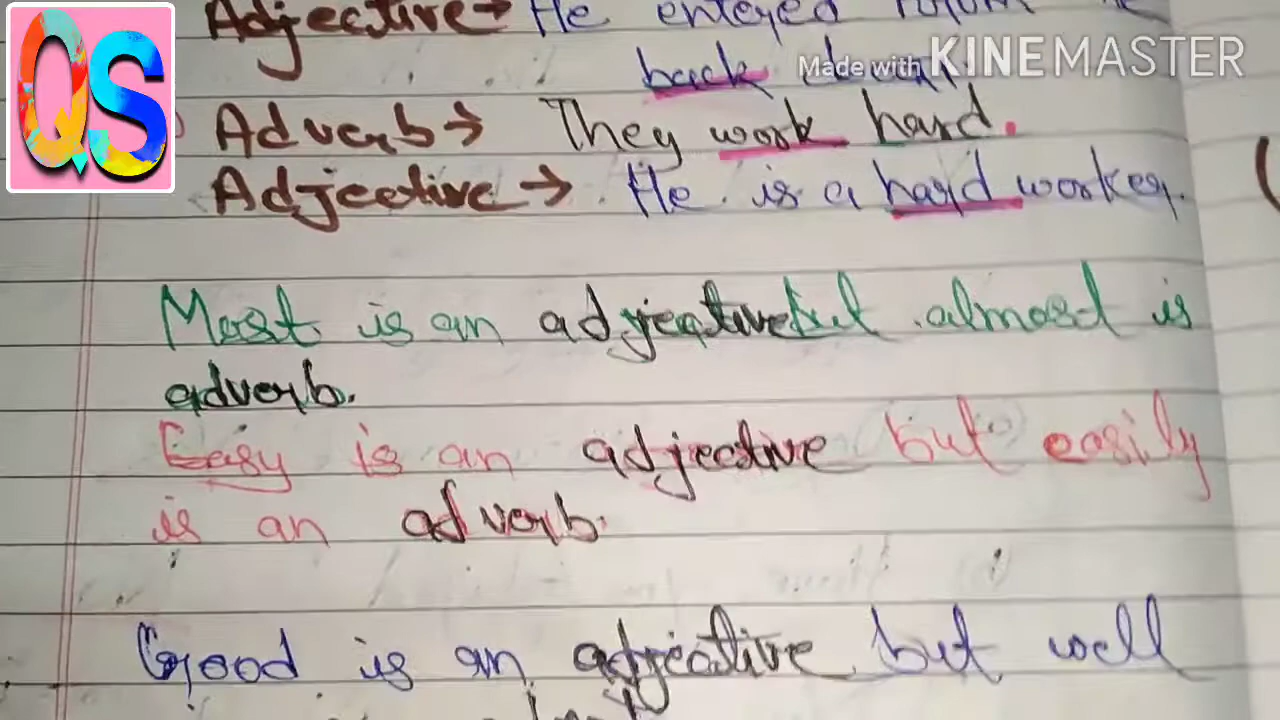 QS
Adjective → He entered
back
Made with KINEMASTER
Adverb → They work hard.
Adjective → He is a hard worker.
Most is an adjective but almost is
adverb.
Easy is an adjective but easily
is an adverb.
Good is an adjective but well